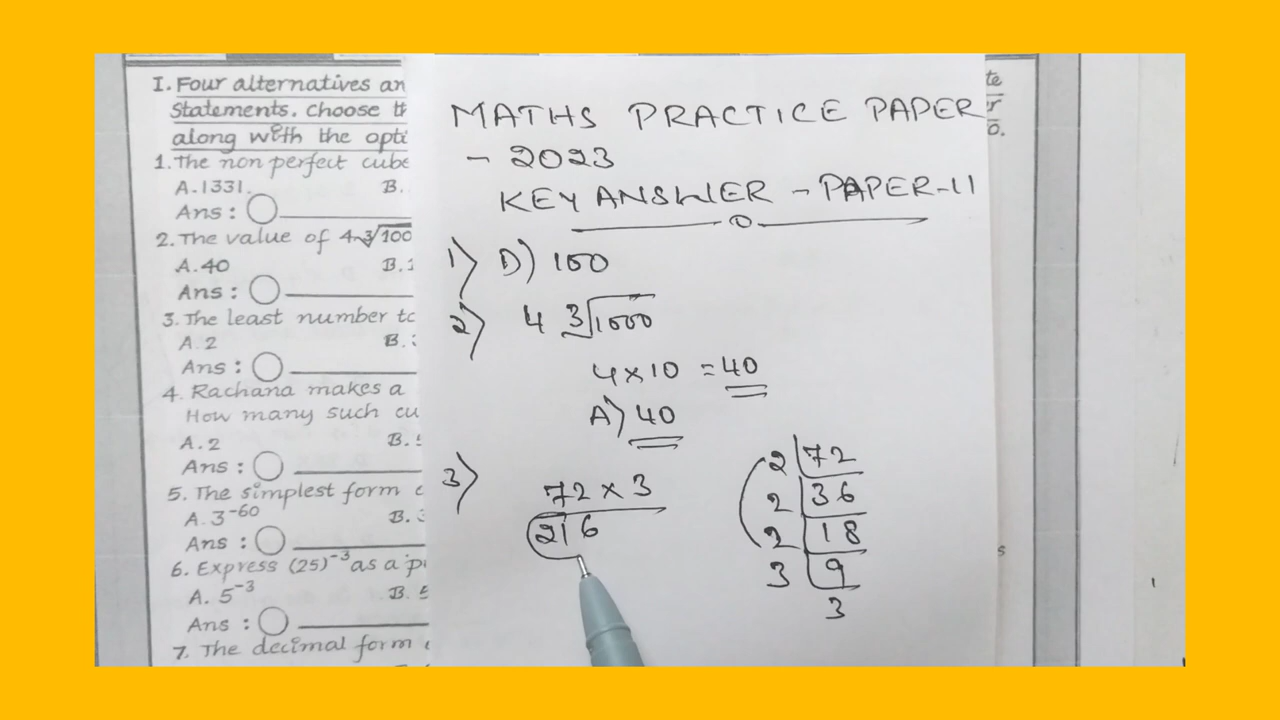 I. Four alternatives
Statements. Choose
along with the
1. The non perfect cube
A. 1331. B.
Ans :
2. The value of 4 ∛100
A. 40 B.
Ans :
3. The least number
A. 2 B.
Ans :
4. Rachana makes a
How many such
A. 2 B.
Ans :
5. The simplest form
A. 3⁻⁶⁰ B.
Ans :
6. Express (25)⁻³ as a
A. 5⁻³ B. 5
Ans :
7. The decimal form
MATHS PRACTICE PAPER
- 2023
KEY ANSWER - PAPER-11
1) D) 100
2) 4 ∛1000
4×10 = 40
A) 40
3) 72 × 3
216
2 72
2 36
2 18
3 9
3